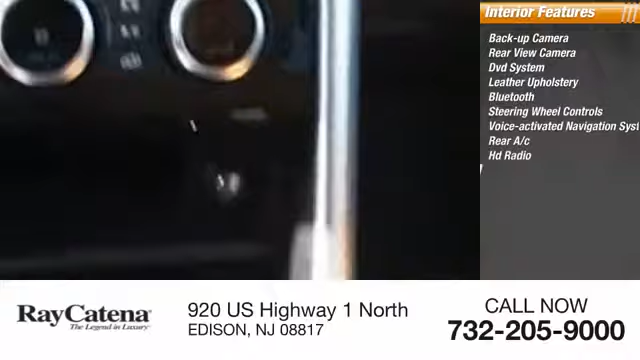 Interior Features
Back-up Camera
Rear View Camera
Dvd System
Leather Upholstery
Bluetooth
Steering Wheel Controls
Voice-activated Navigation Syst
Rear A/c
Hd Radio
RayCatena
The Legend in Luxury
920 US Highway 1 North
EDISON, NJ 08817
CALL NOW
732-205-9000